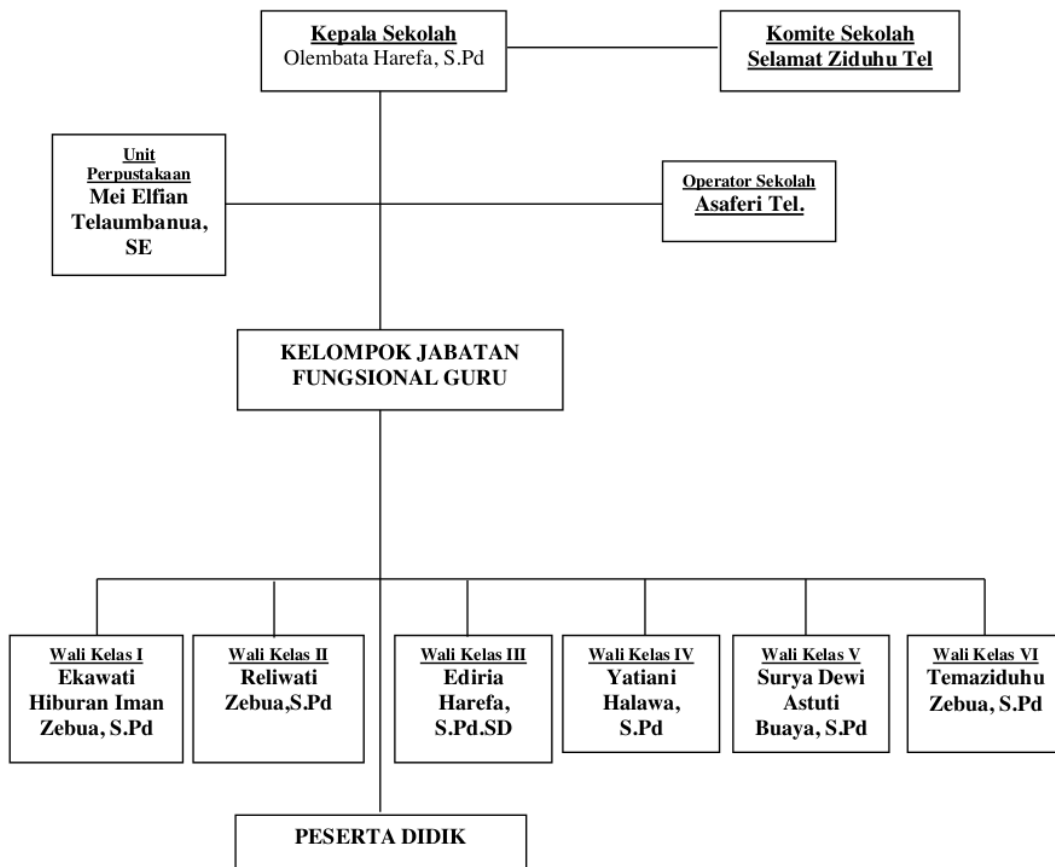 Kepala Sekolah
Olembata Harefa, S.Pd
Komite Sekolah
Selamat Ziduhu Tel
Unit
Perpustakaan
Mei Elfian
Telaumbanua,
SE
Operator Sekolah
Asaferi Tel.
KELOMPOK JABATAN
FUNGSIONAL GURU
Wali Kelas I
Ekawati
Hiburan Iman
Zebua, S.Pd
Wali Kelas II
Reliwati
Zebua,S.Pd
Wali Kelas III
Ediria
Harefa,
S.Pd.SD
Wali Kelas IV
Yatiani
Halawa,
S.Pd
Wali Kelas V
Surya Dewi
Astuti
Buaya, S.Pd
Wali Kelas VI
Temaziduhu
Zebua, S.Pd
PESERTA DIDIK